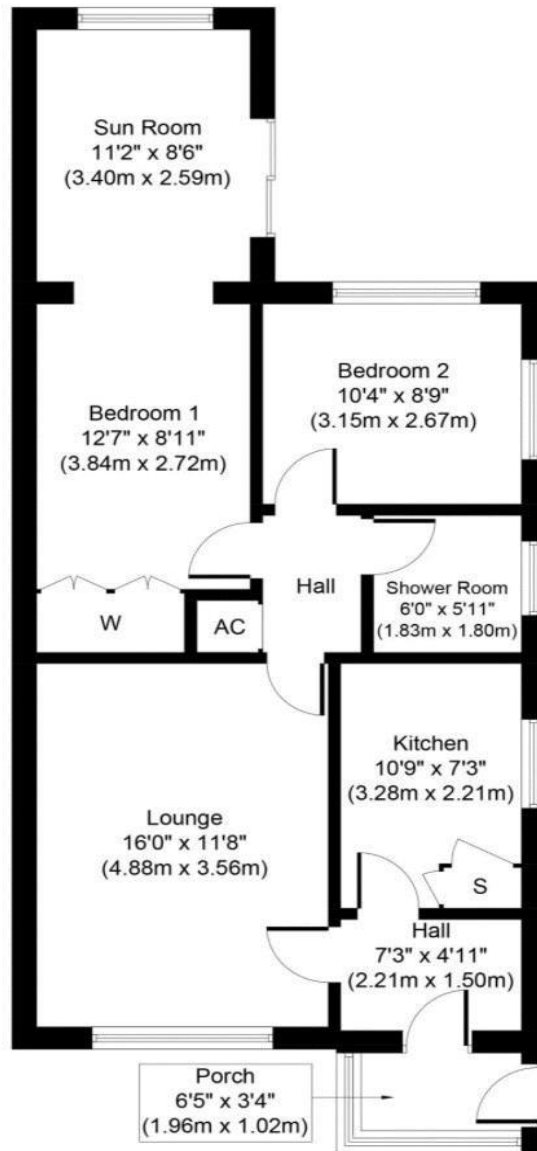 Sun Room
11'2" x 8'6"
(3.40m x 2.59m)
Bedroom 2
10'4" x 8'9"
(3.15m x 2.67m)
Bedroom 1
12'7" x 8'11"
(3.84m x 2.72m)
Hall
Shower Room
6'0" x 5'11"
(1.83m x 1.80m)
W
AC
Kitchen
10'9" x 7'3"
(3.28m x 2.21m)
Lounge
16'0" x 11'8"
(4.88m x 3.56m)
S
Hall
7'3" x 4'11"
(2.21m x 1.50m)
Porch
6'5" x 3'4"
(1.96m x 1.02m)